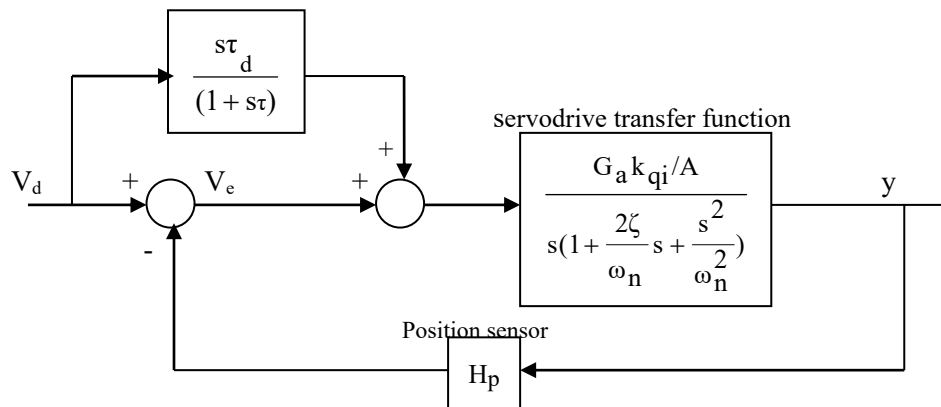 sτd
(1 + sτ)
servodrive transfer function
+
Ga kqi/A
s(1+ 2ζ/ωn s + s²/ωn²)
Vd
+
Ve
+
y
-
Position sensor
Hp